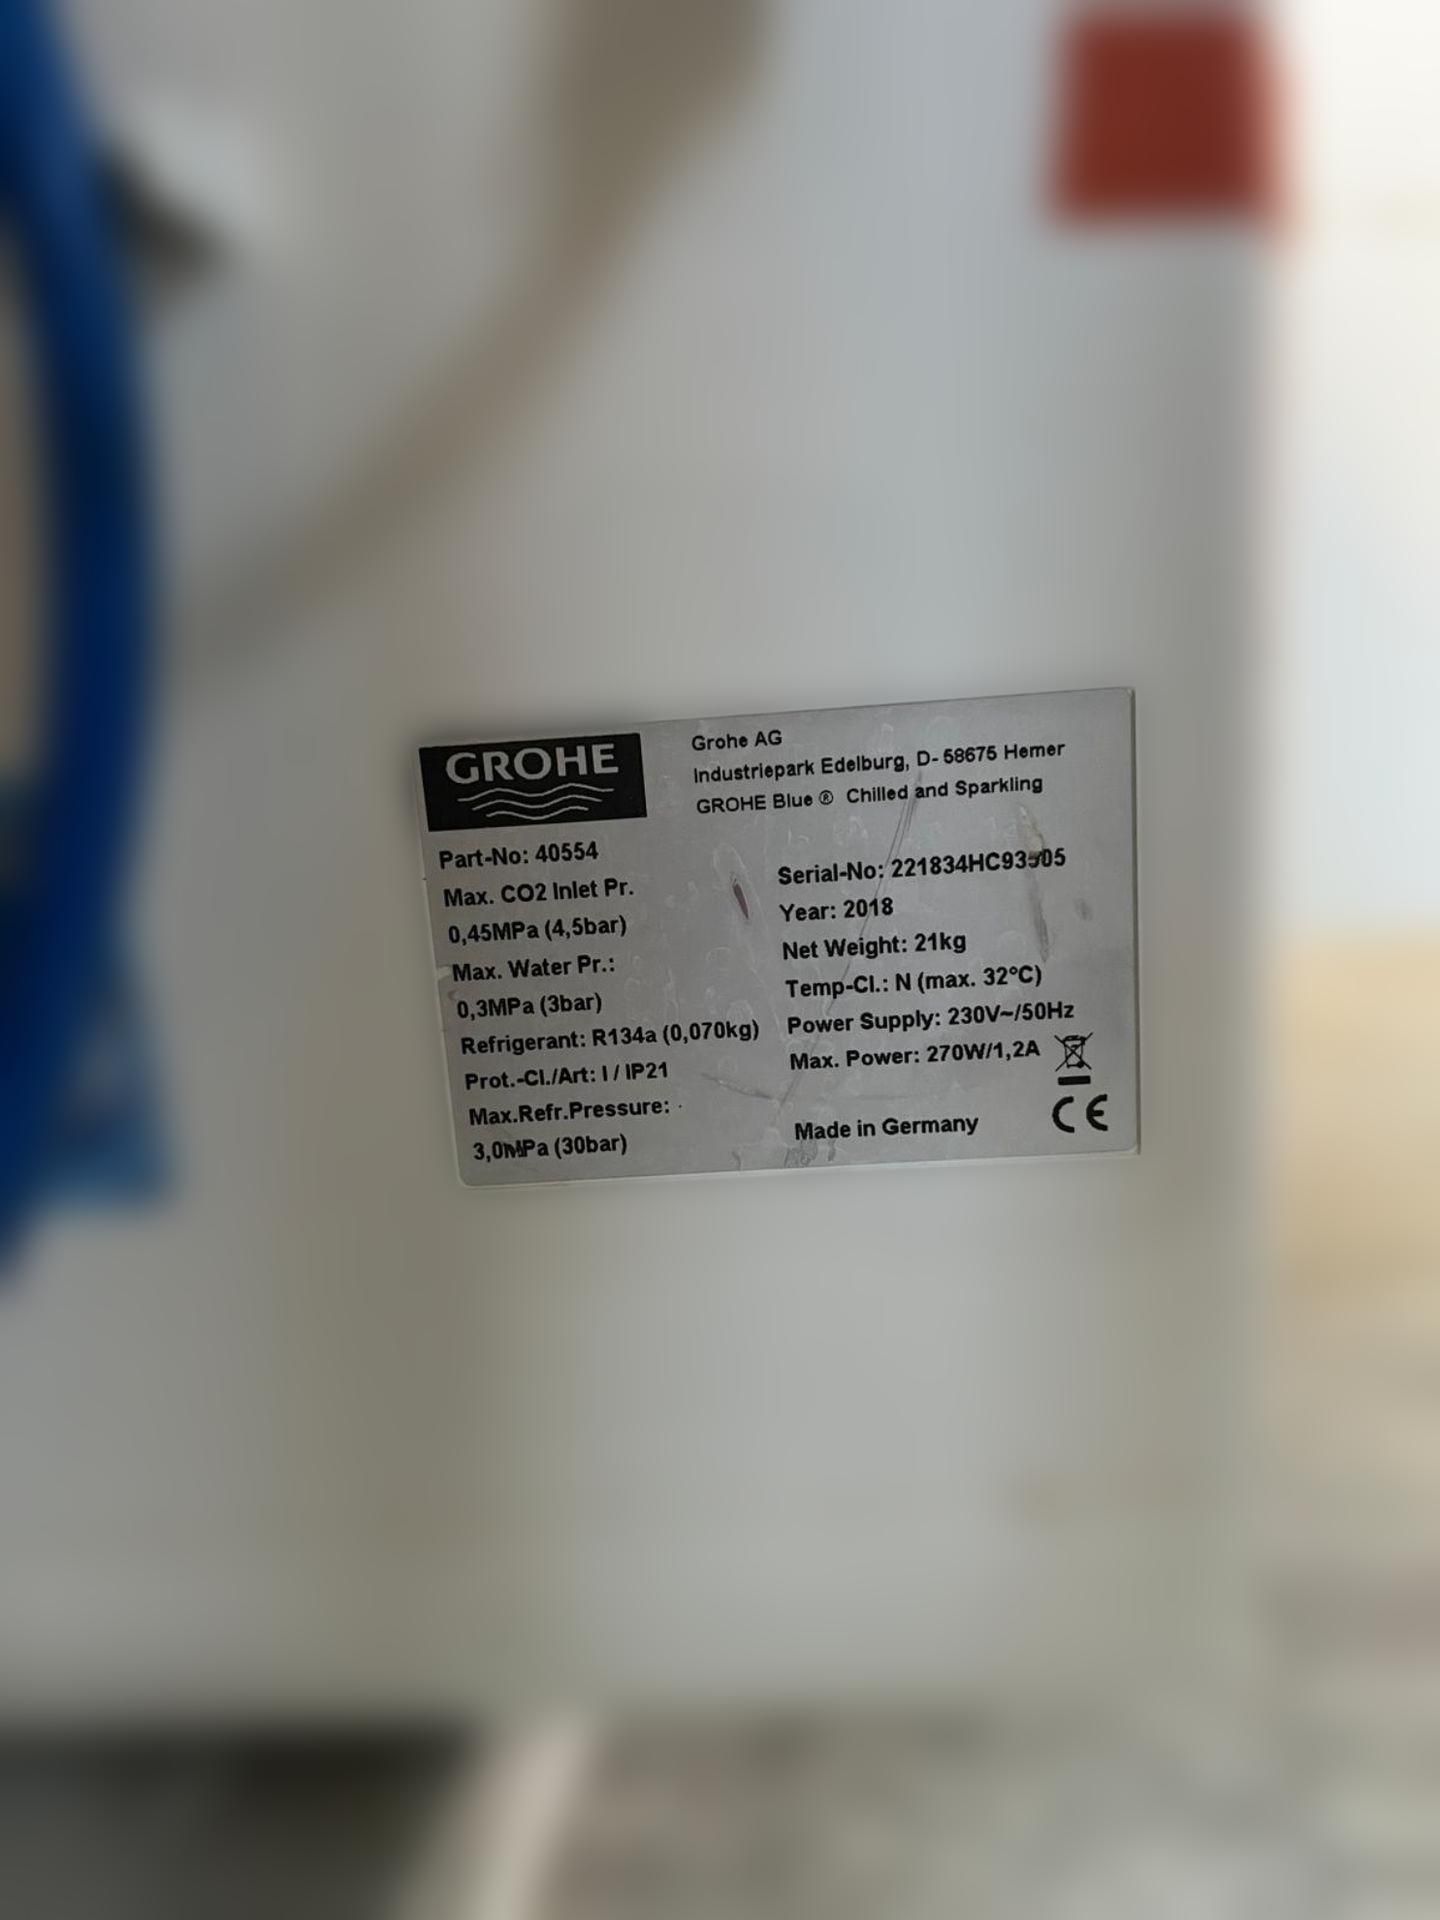 GROHE
Grohe AG
Industriepark Edelburg, D- 58675 Hemer
GROHE Blue ® Chilled and Sparkling
Part-No: 40554
Max. CO2 Inlet Pr.
0,45MPa (4,5bar)
Max. Water Pr.:
0,3MPa (3bar)
Refrigerant: R134a (0,070kg)
Prot.-Cl./Art: I / IP21
Max.Refr.Pressure:
3,0MPa (30bar)
Serial-No:
Year: 2018
Net Weight: 21kg
Temp-Cl.: N (max. 32°C)
Power Supply: 230V~/50Hz
Max. Power: 270W/1,2A
Made in Germany
CE